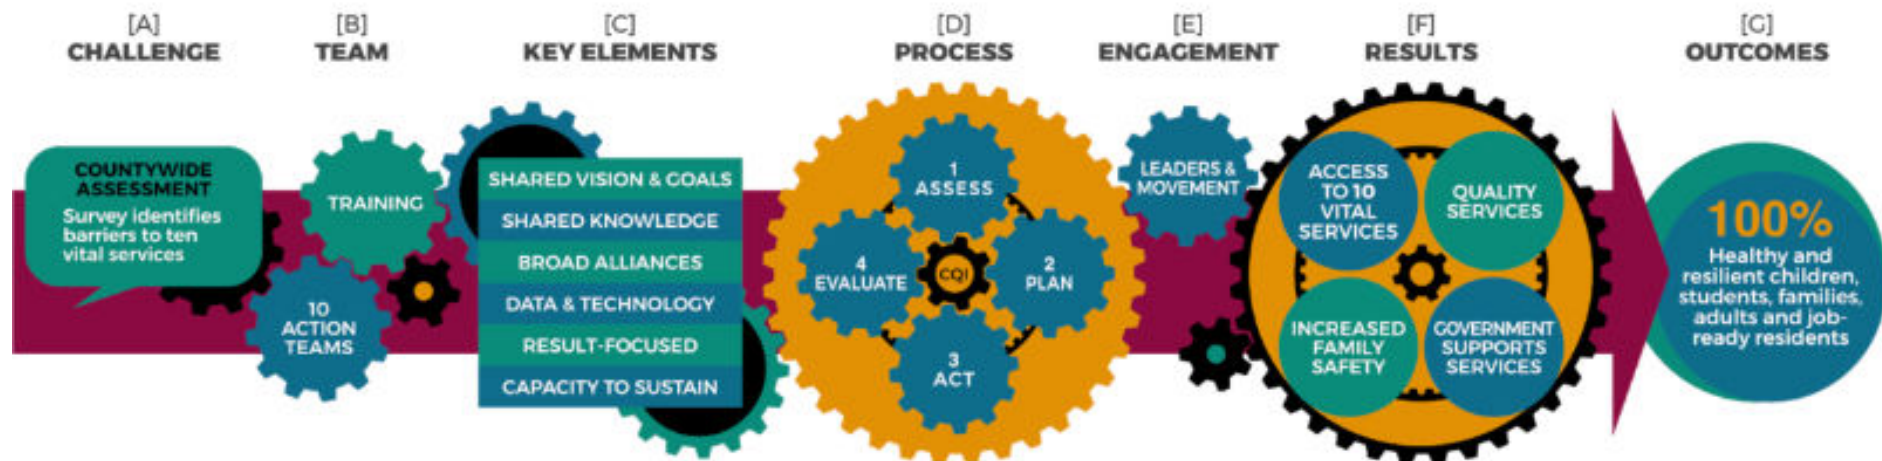 [A]
CHALLENGE
[B]
TEAM
[C]
KEY ELEMENTS
[D]
PROCESS
[E]
ENGAGEMENT
[F]
RESULTS
[G]
OUTCOMES
COUNTYWIDE
ASSESSMENT
Survey identifies
barriers to ten
vital services
TRAINING
10
ACTION
TEAMS
SHARED VISION & GOALS
SHARED KNOWLEDGE
BROAD ALLIANCES
DATA & TECHNOLOGY
RESULT-FOCUSED
CAPACITY TO SUSTAIN
1
ASSESS
2
PLAN
3
ACT
4
EVALUATE
CQI
LEADERS &
MOVEMENT
ACCESS
TO 10
VITAL
SERVICES
QUALITY
SERVICES
INCREASED
FAMILY
SAFETY
GOVERNMENT
SUPPORTS
SERVICES
100%
Healthy and
resilient children,
students, families,
adults and job-
ready residents